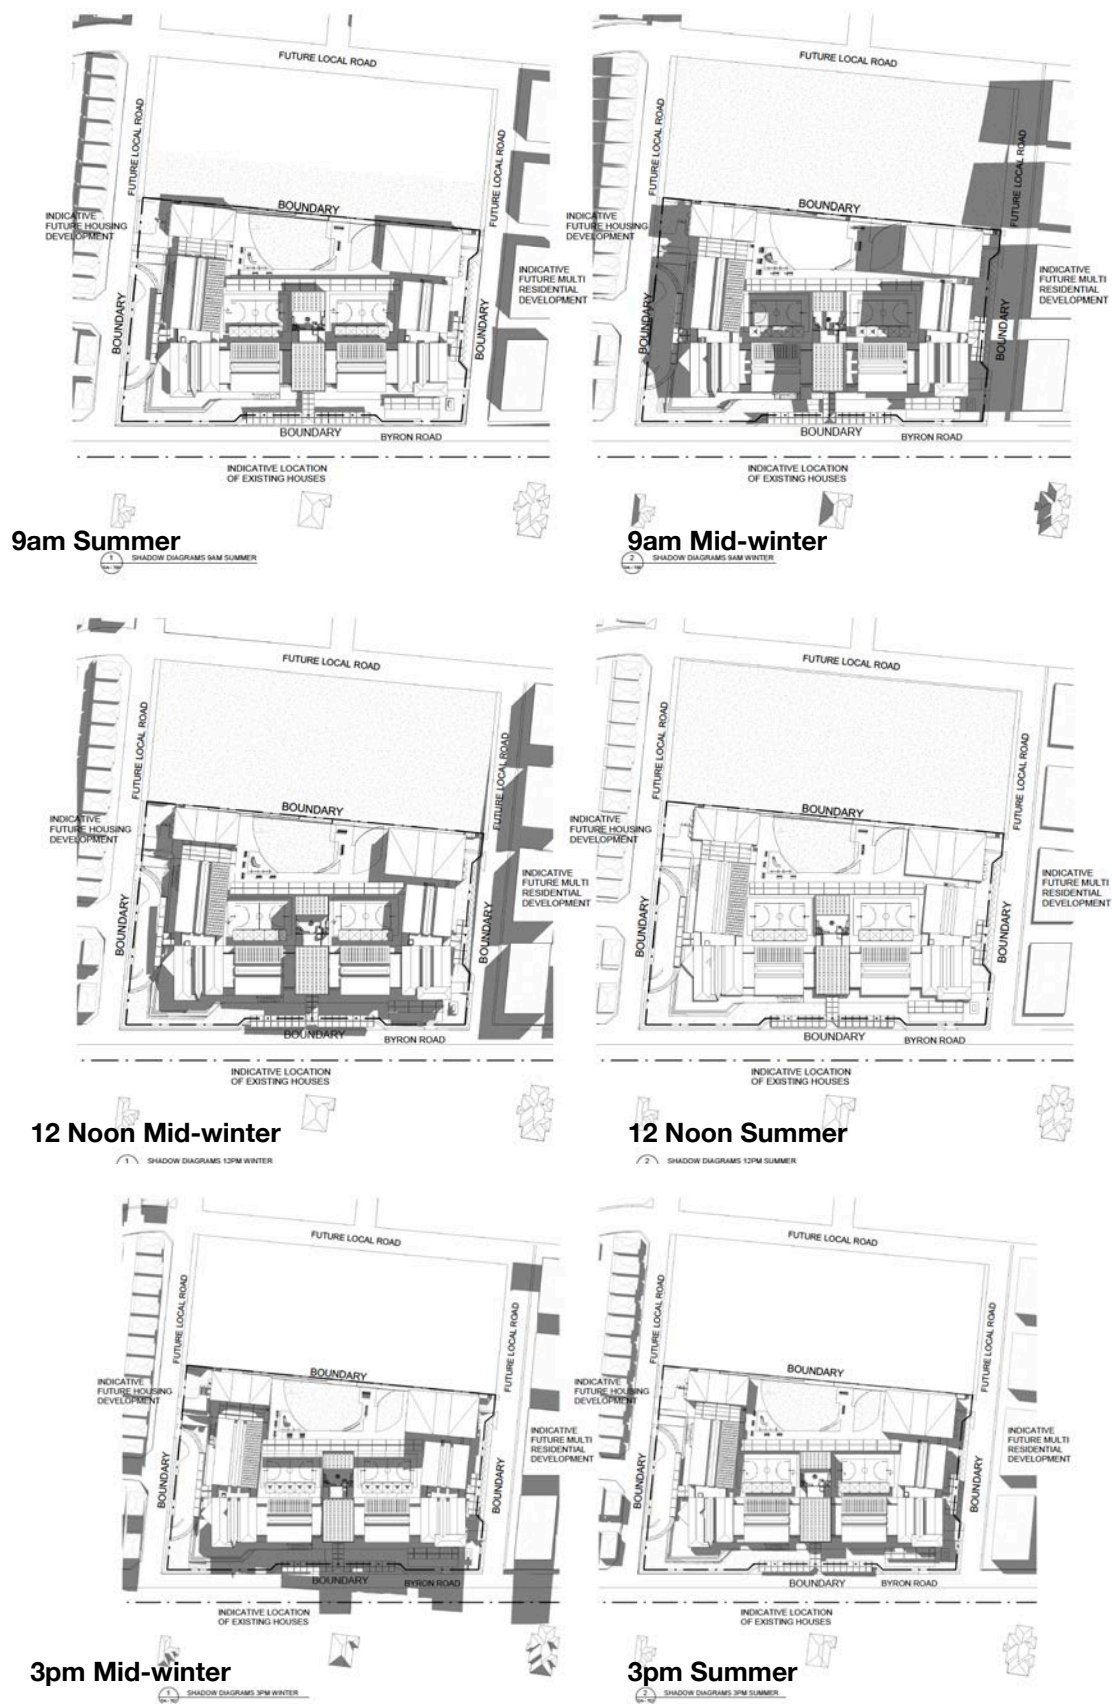 FUTURE LOCAL ROAD
FUTURE LOCAL ROAD
FUTURE LOCAL ROAD
INDICATIVE
FUTURE HOUSING
DEVELOPMENT
BOUNDARY
INDICATIVE
FUTURE MULTI
RESIDENTIAL
DEVELOPMENT
BOUNDARY
BOUNDARY
BOUNDARY
BYRON ROAD
INDICATIVE LOCATION
OF EXISTING HOUSES
9am Summer
1
SHADOW DIAGRAMS 9AM SUMMER
FUTURE LOCAL ROAD
FUTURE LOCAL ROAD
FUTURE LOCAL ROAD
INDICATIVE
FUTURE HOUSING
DEVELOPMENT
BOUNDARY
INDICATIVE
FUTURE MULTI
RESIDENTIAL
DEVELOPMENT
BOUNDARY
BOUNDARY
BOUNDARY
BYRON ROAD
INDICATIVE LOCATION
OF EXISTING HOUSES
9am Mid-winter
2
SHADOW DIAGRAMS 9AM WINTER
FUTURE LOCAL ROAD
FUTURE LOCAL ROAD
FUTURE LOCAL ROAD
INDICATIVE
FUTURE HOUSING
DEVELOPMENT
BOUNDARY
INDICATIVE
FUTURE MULTI
RESIDENTIAL
DEVELOPMENT
BOUNDARY
BOUNDARY
BOUNDARY
BYRON ROAD
INDICATIVE LOCATION
OF EXISTING HOUSES
12 Noon Mid-winter
1
SHADOW DIAGRAMS 12PM WINTER
FUTURE LOCAL ROAD
FUTURE LOCAL ROAD
FUTURE LOCAL ROAD
INDICATIVE
FUTURE HOUSING
DEVELOPMENT
BOUNDARY
INDICATIVE
FUTURE MULTI
RESIDENTIAL
DEVELOPMENT
BOUNDARY
BOUNDARY
BOUNDARY
BYRON ROAD
INDICATIVE LOCATION
OF EXISTING HOUSES
12 Noon Summer
2
SHADOW DIAGRAMS 12PM SUMMER
FUTURE LOCAL ROAD
FUTURE LOCAL ROAD
FUTURE LOCAL ROAD
INDICATIVE
FUTURE HOUSING
DEVELOPMENT
BOUNDARY
INDICATIVE
FUTURE MULTI
RESIDENTIAL
DEVELOPMENT
BOUNDARY
BOUNDARY
BOUNDARY
BYRON ROAD
INDICATIVE LOCATION
OF EXISTING HOUSES
3pm Mid-winter
1
SHADOW DIAGRAMS 3PM WINTER
FUTURE LOCAL ROAD
FUTURE LOCAL ROAD
FUTURE LOCAL ROAD
INDICATIVE
FUTURE HOUSING
DEVELOPMENT
BOUNDARY
INDICATIVE
FUTURE MULTI
RESIDENTIAL
DEVELOPMENT
BOUNDARY
BOUNDARY
BOUNDARY
BYRON ROAD
INDICATIVE LOCATION
OF EXISTING HOUSES
3pm Summer
2
SHADOW DIAGRAMS 3PM SUMMER